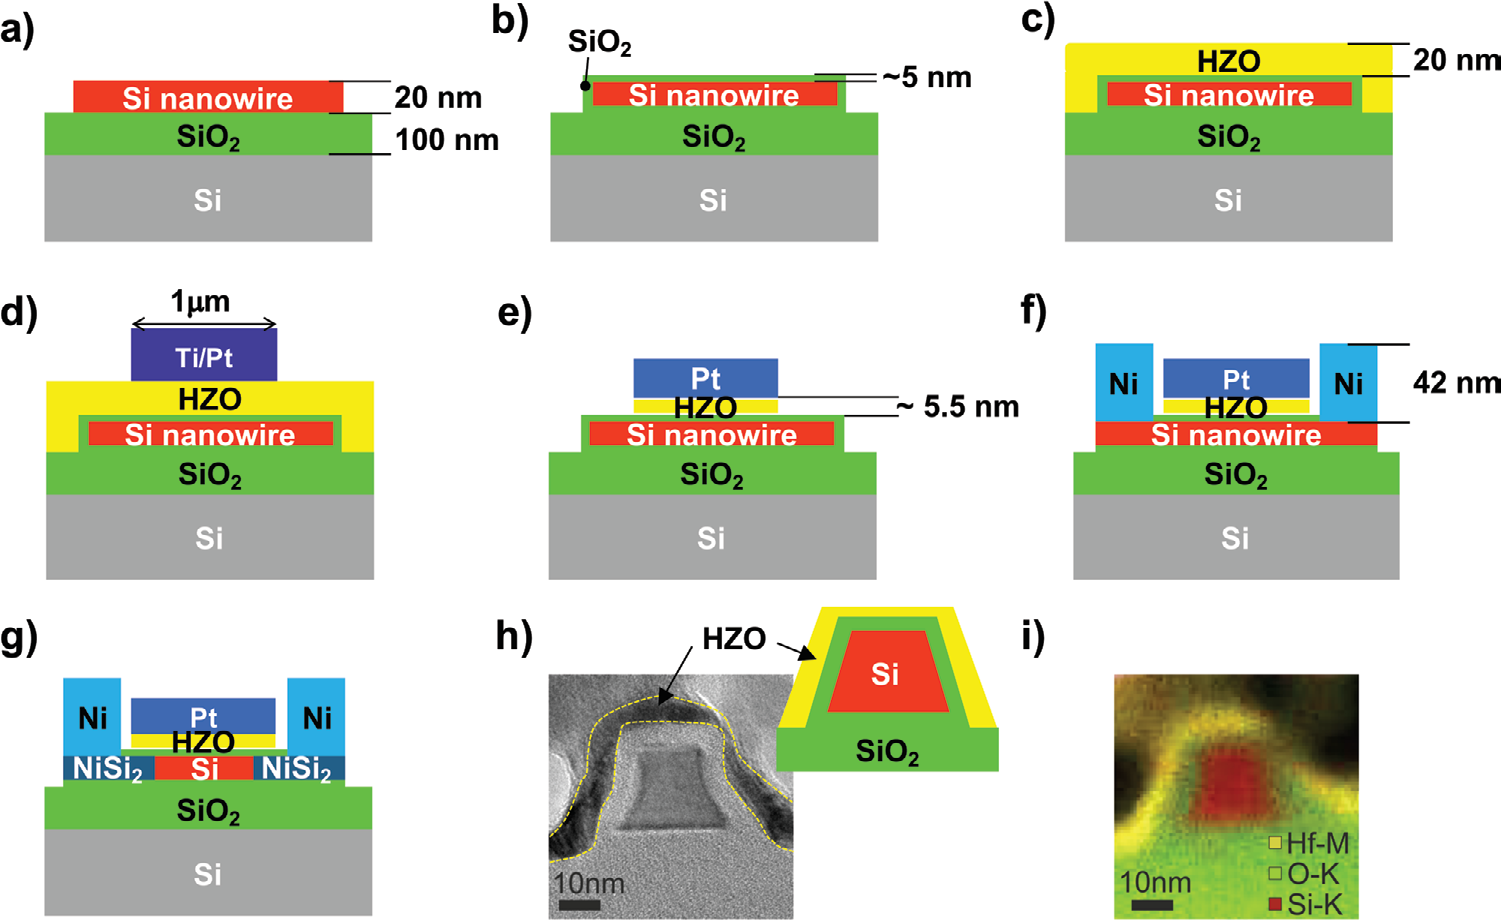 a)
Si nanowire
20 nm
SiO2
100 nm
Si
b)
SiO2
~5 nm
Si nanowire
SiO2
Si
c)
HZO
20 nm
Si nanowire
SiO2
Si
d)
1μm
Ti/Pt
HZO
Si nanowire
SiO2
Si
e)
Pt
HZO
~ 5.5 nm
Si nanowire
SiO2
Si
f)
Ni
Pt
Ni
42 nm
HZO
Si nanowire
SiO2
Si
g)
Ni
Pt
Ni
HZO
NiSi2
Si
NiSi2
SiO2
Si
h)
HZO
Si
SiO2
10nm
i)
Hf-M
O-K
10nm
Si-K